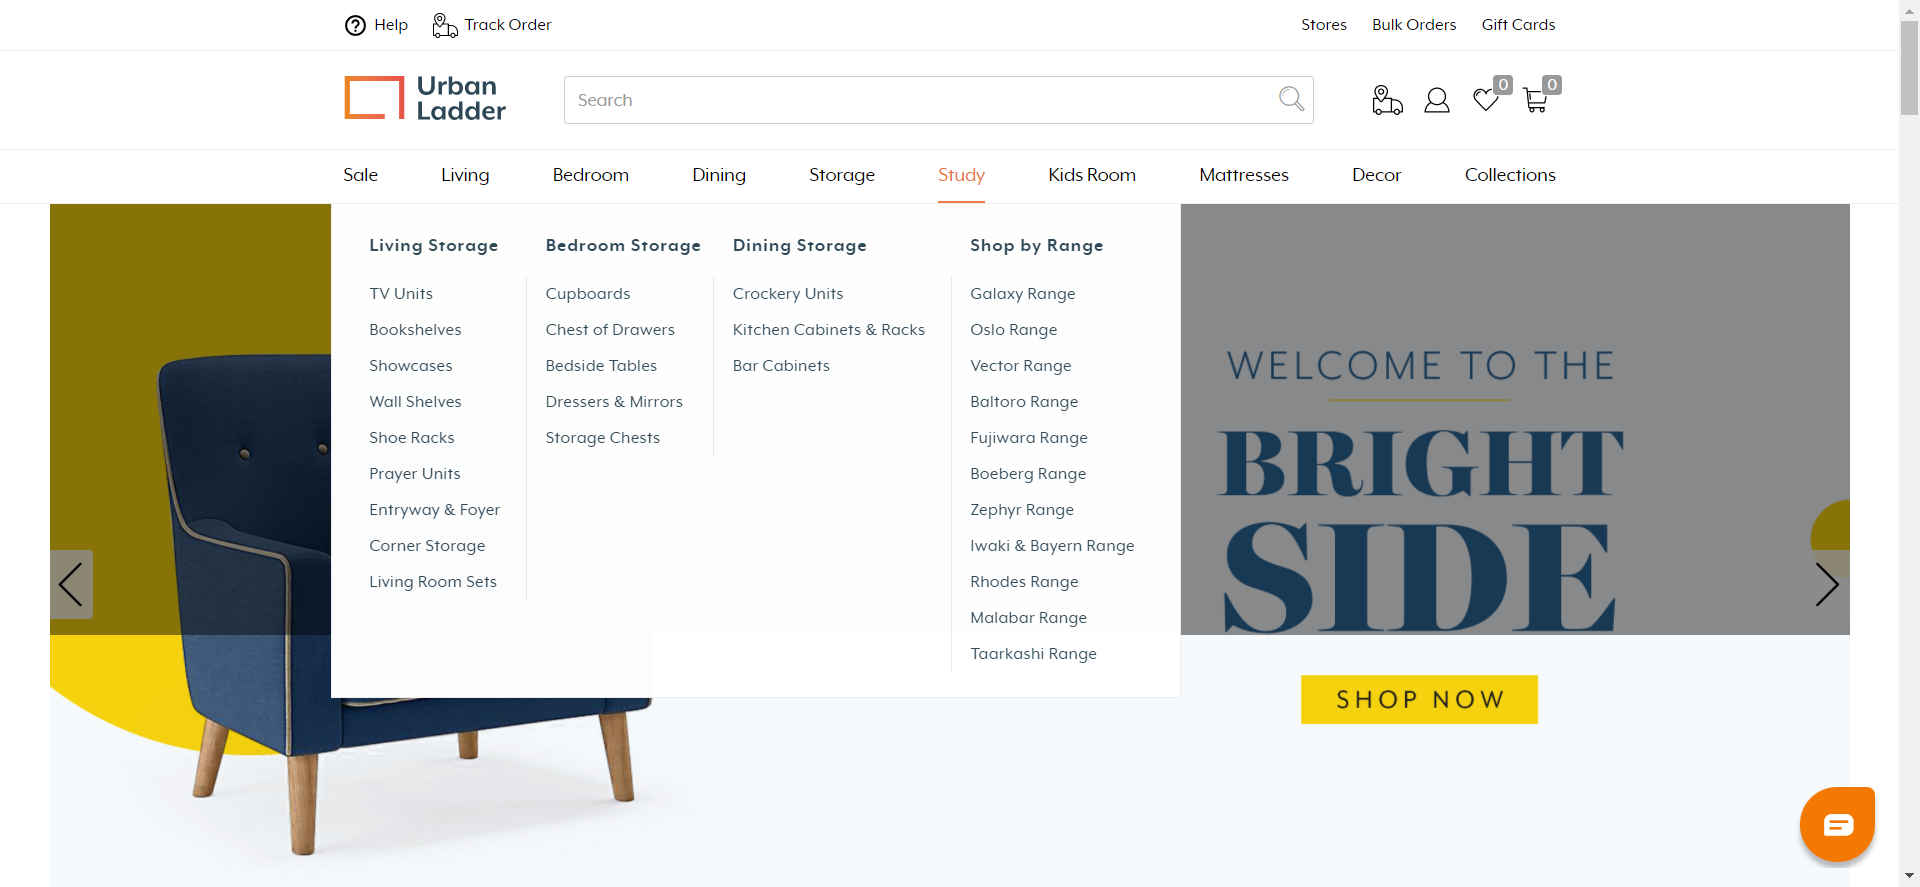 Help
Track Order
Stores
Bulk Orders
Gift Cards
Urban
Ladder
Search
0
0
Sale
Living
Bedroom
Dining
Storage
Study
Kids Room
Mattresses
Decor
Collections
Living Storage
TV Units
Bookshelves
Showcases
Wall Shelves
Shoe Racks
Prayer Units
Entryway & Foyer
Corner Storage
Living Room Sets
Bedroom Storage
Cupboards
Chest of Drawers
Bedside Tables
Dressers & Mirrors
Storage Chests
Dining Storage
Crockery Units
Kitchen Cabinets & Racks
Bar Cabinets
Shop by Range
Galaxy Range
Oslo Range
Vector Range
Baltoro Range
Fujiwara Range
Boeberg Range
Zephyr Range
Iwaki & Bayern Range
Rhodes Range
Malabar Range
Taarkashi Range
WELCOME TO THE
BRIGHT
SIDE
SHOP NOW